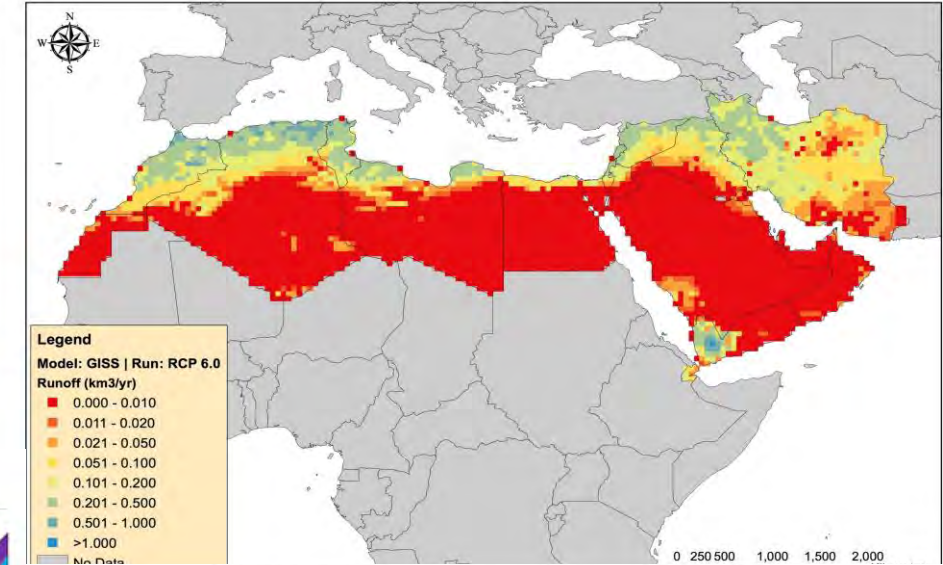 N
W E
S
Legend
Model: GISS | Run: RCP 6.0
Runoff (km3/yr)
0.000 - 0.010
0.011 - 0.020
0.021 - 0.050
0.051 - 0.100
0.101 - 0.200
0.201 - 0.500
0.501 - 1.000
>1.000
No Data
0 250 500 1,000 1,500 2,000